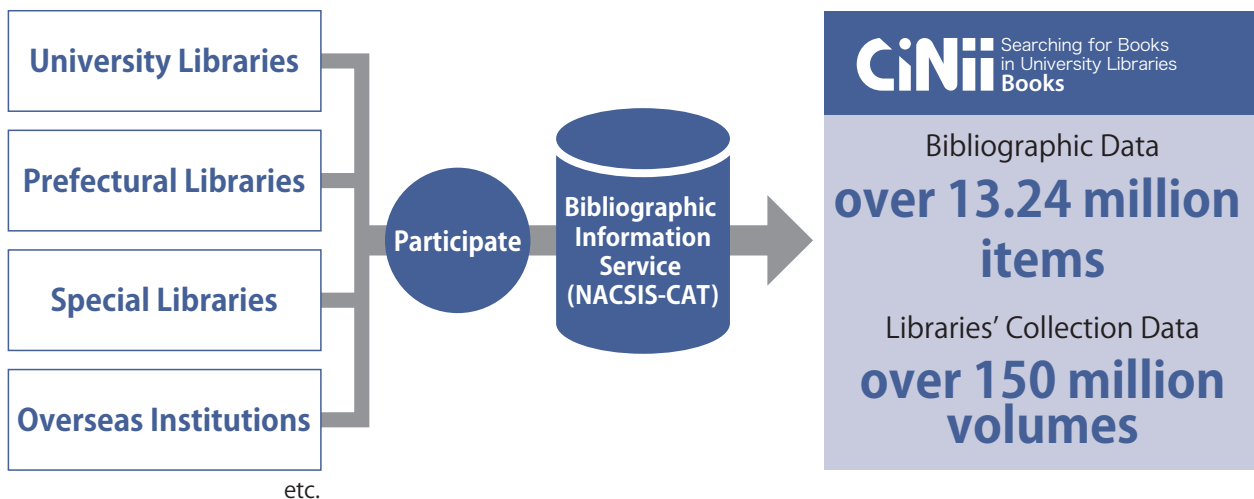 University Libraries
Prefectural Libraries
Special Libraries
Overseas Institutions
etc.
Participate
Bibliographic
Information
Service
(NACSIS-CAT)
CiNii
Searching for Books
in University Libraries
Books
Bibliographic Data
over 13.24 million
items
Libraries’ Collection Data
over 150 million
volumes